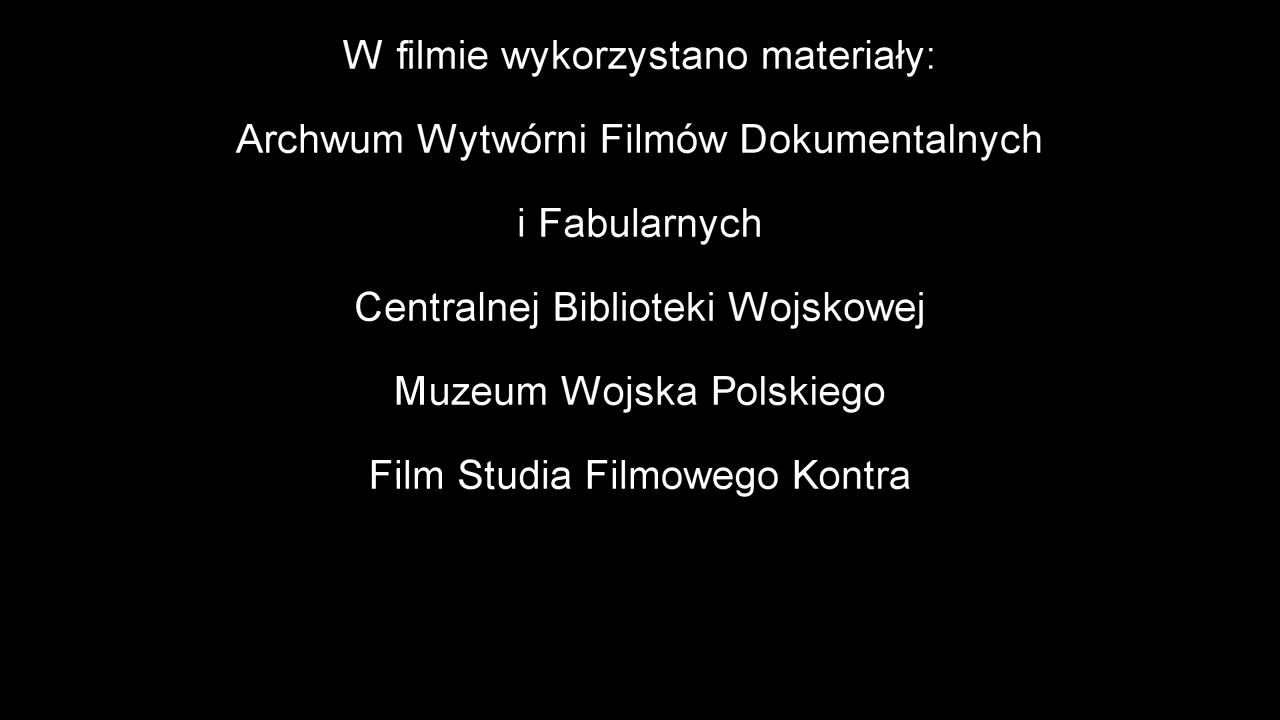 W filmie wykorzystano materiały:
Archwum Wytwórni Filmów Dokumentalnych
i Fabularnych
Centralnej Biblioteki Wojskowej
Muzeum Wojska Polskiego
Film Studia Filmowego Kontra